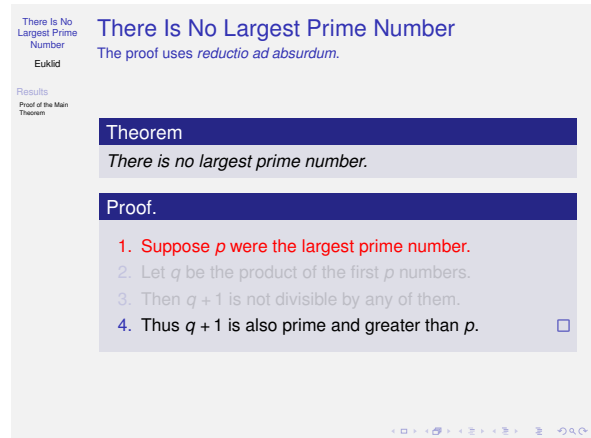 There Is No
Largest Prime
Number
Euklid
Results
Proof of the Main
Theorem
There Is No Largest Prime Number
The proof uses reductio ad absurdum.
Theorem
There is no largest prime number.
Proof.
1. Suppose p were the largest prime number.
2. Let q be the product of the first p numbers.
3. Then q + 1 is not divisible by any of them.
4. Thus q + 1 is also prime and greater than p.